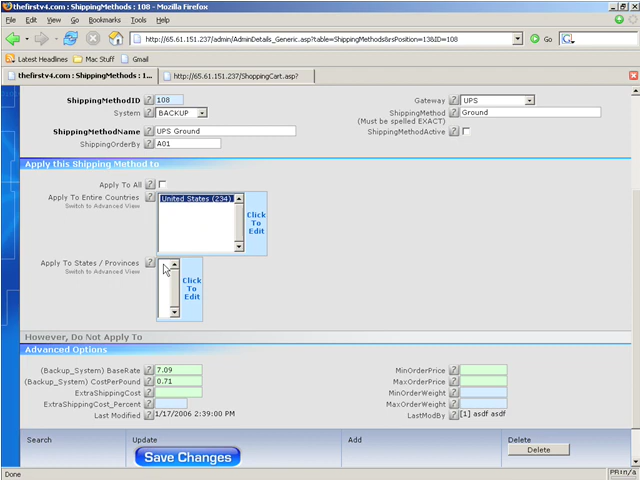 thefirstv4.com : ShippingMethods : 108 - Mozilla Firefox
File Edit View Go Bookmarks Tools Help
http://65.61.151.237/admin/AdminDetails_Generic.asp?table=ShippingMethods&rsPosition=13&ID=108
Go
Latest Headlines Mac Stuff Gmail
thefirstv4.com : ShippingMethods : 1...
http://65.61.151.237/ShoppingCart.asp?
ShippingMethodID ? 108
Gateway ? UPS
System ? BACKUP
ShippingMethod ? Ground
(Must be spelled EXACT)
ShippingMethodName ? UPS Ground
ShippingMethodActive ?
ShippingOrderBy ? A01
Apply this Shipping Method to
Apply To All ?
Apply To Entire Countries ? United States (234)
Switch to Advanced View
Click
To
Edit
Apply To States / Provinces ?
Switch to Advanced View
Click
To
Edit
However, Do Not Apply To
Advanced Options
(Backup_System) BaseRate ? 7.09
MinOrderPrice ?
(Backup_System) CostPerPound ? 0.71
MaxOrderPrice ?
ExtraShippingCost ?
MinOrderWeight ?
ExtraShippingCost_Percent ?
MaxOrderWeight ?
Last Modified ? 1/17/2006 2:39:00 PM
LastModBy ? [1] asdf asdf
Search Update Add Delete
Save Changes
Delete
Done
PR:n/a